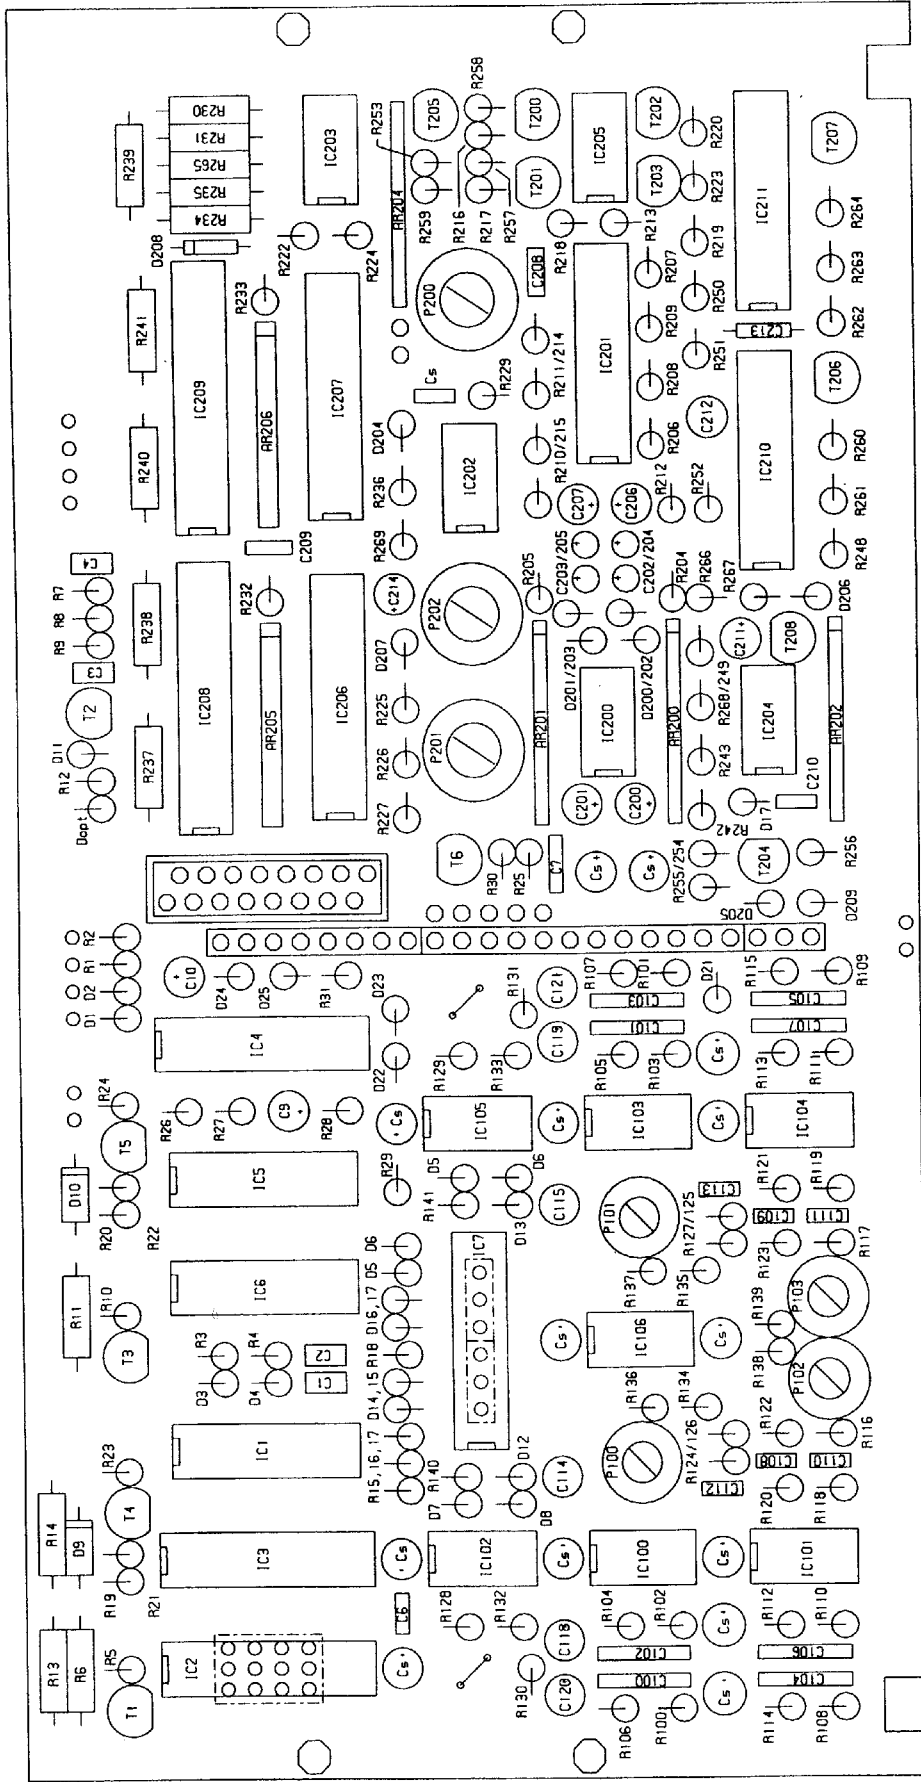 R230
R231
R265
R235
R234
R239
D208
R241
R240
IC209
R233
AR206
IC207
IC203
R222
R224
R253
AR204
T205
R259
R258
R216
R217
R257
T200
T201
P200
Cs
R229
C208
R211/214
R210/215
D204
R236
R269
IC202
IC205
T202
T203
R220
R223
R218
R213
R219
R207
R250
R209
R251
R208
R206
IC201
IC211
T207
R264
R263
R262
C213
T206
C212
IC210
R260
R261
R248
C207
C206
R212
R252
C203/205
C202/204
R204
R266
R267
D206
R205
C4
R7
R8
R9
C3
T2
D11
R12
Dopt
R238
R237
C209
R232
IC208
AR205
IC206
+C214
D207
R225
R226
R227
P202
P201
AR201
D201/203
IC200
D200/202
C201
C200
AR200
R268/249
R243
C211+
T208
IC204
AR202
C210
D17
R242
T204
R256
D209
D205
R255/254
T6
R30
R25
C7
Cs+
Cs+
R2
R1
D2
D1
C10
D24
D25
R31
D23
D22
IC4
R131
R129
R133
C121
C119
R107
R101
C103
C101
R105
R103
D21
Cs+
R115
R109
C105
C107
R113
R111
R24
T5
D10
R20
R22
R26
R27
C9
R28
R29
IC5
Cs
IC105
Cs+
IC103
Cs+
IC104
D5
R141
D6
D13
C115
P101
C113
R127/125
R121
R119
C109
C111
R123
R117
R11
R10
T3
IC6
D6
D5
D16,17
R18
D14,15
R3
D3
R4
D4
C2
C1
IC7
R137
R135
IC106
Cs+
Cs+
R139
R138
P103
P102
R136
R134
P100
R124/126
C112
R122
R116
C108
C110
R120
R118
IC1
R15,16,17
R140
D7
D12
D8
C114
R23
T4
R14
D9
R19
R21
IC3
Cs
IC102
Cs+
IC100
Cs+
IC101
R13
R6
R5
T1
IC2
C6
Cs+
R128
R132
R130
C118
C120
R104
R102
C102
C100
R106
R100
Cs+
Cs+
R112
R110
C106
C104
R114
R108